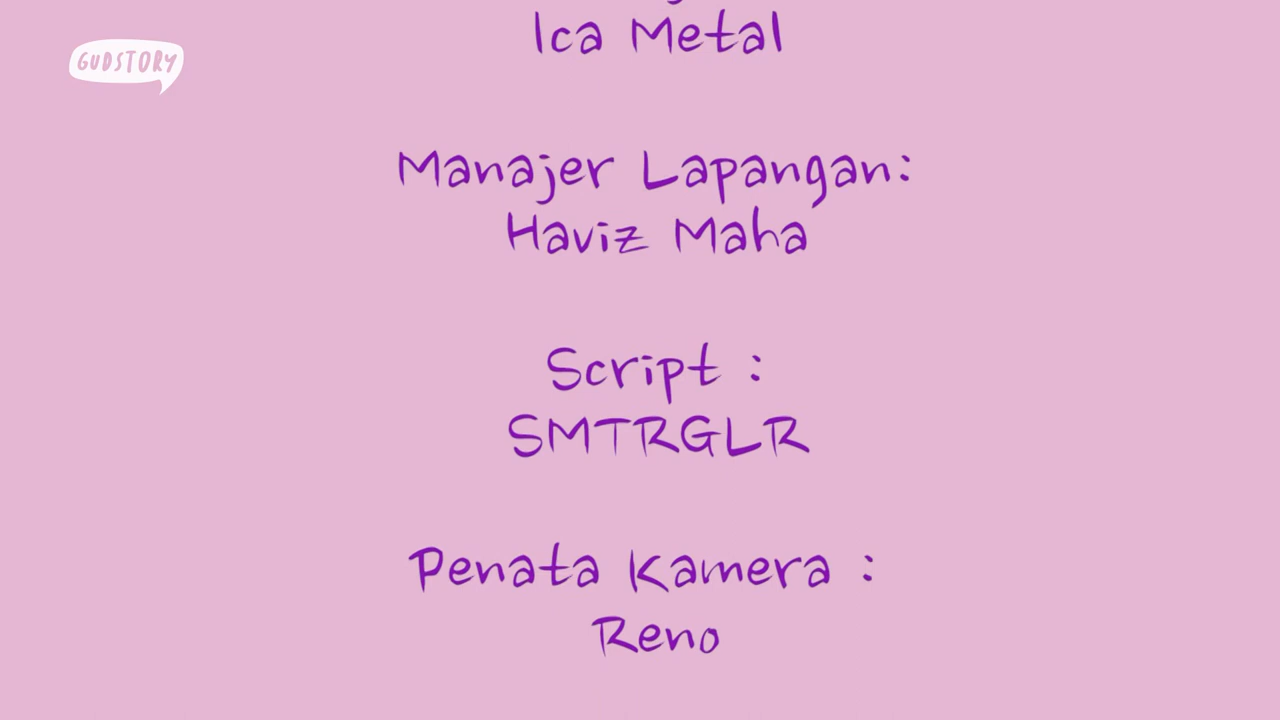 GUDSTORY
Ica Metal
Manajer Lapangan:
Haviz Maha
Script :
SMTRGLR
Penata Kamera :
Reno